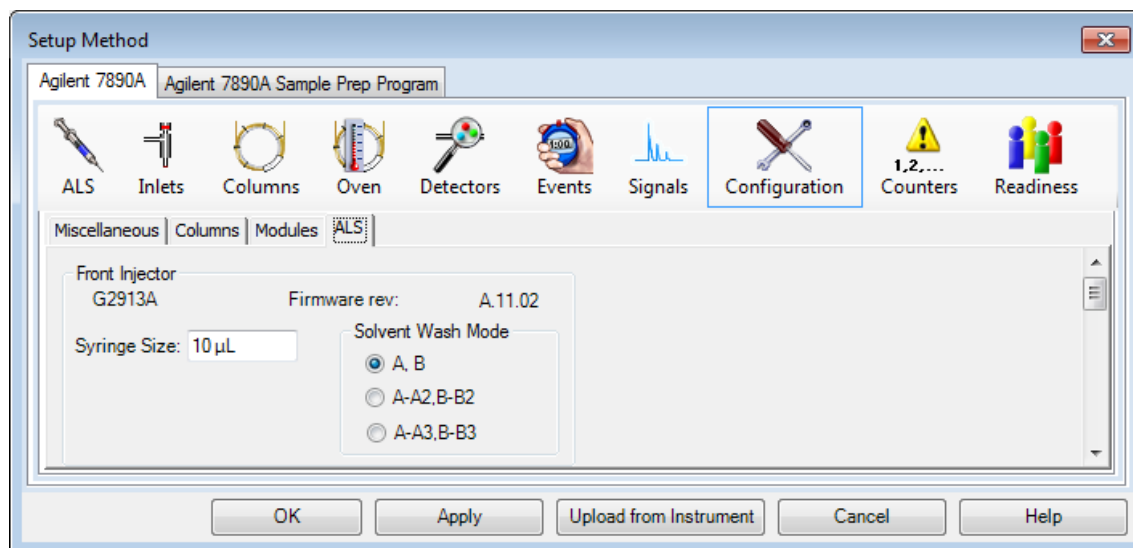 Setup Method
Agilent 7890A Agilent 7890A Sample Prep Program
1:00
1,2,...
ALS Inlets Columns Oven Detectors Events Signals Configuration Counters Readiness
Miscellaneous Columns Modules ALS
Front Injector
G2913A Firmware rev: A.11.02
Syringe Size: 10 µL
Solvent Wash Mode
A, B
A-A2,B-B2
A-A3,B-B3
OK Apply Upload from Instrument Cancel Help